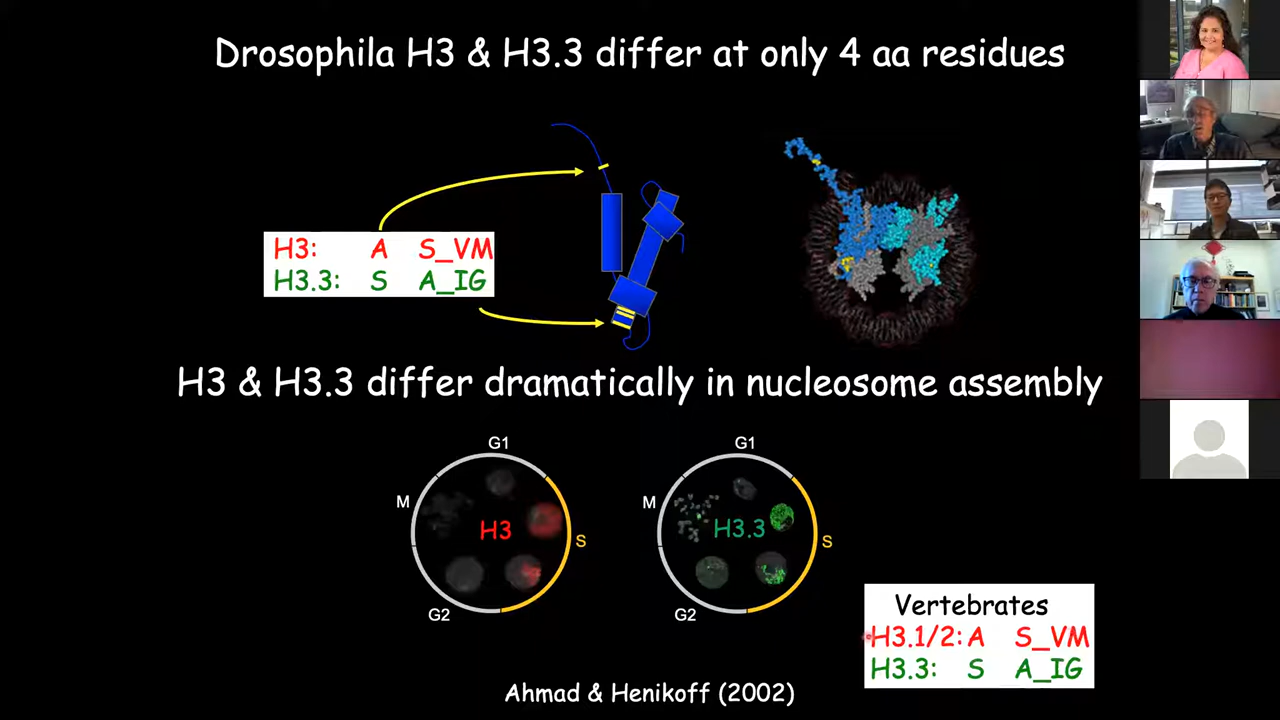 Drosophila H3 & H3.3 differ at only 4 aa residues
H3: A S_VM
H3.3: S A_IG
H3 & H3.3 differ dramatically in nucleosome assembly
G1
M
H3
S
G2
G1
M
H3.3
S
G2
Vertebrates
H3.1/2: A S_VM
H3.3: S A_IG
Ahmad & Henikoff (2002)